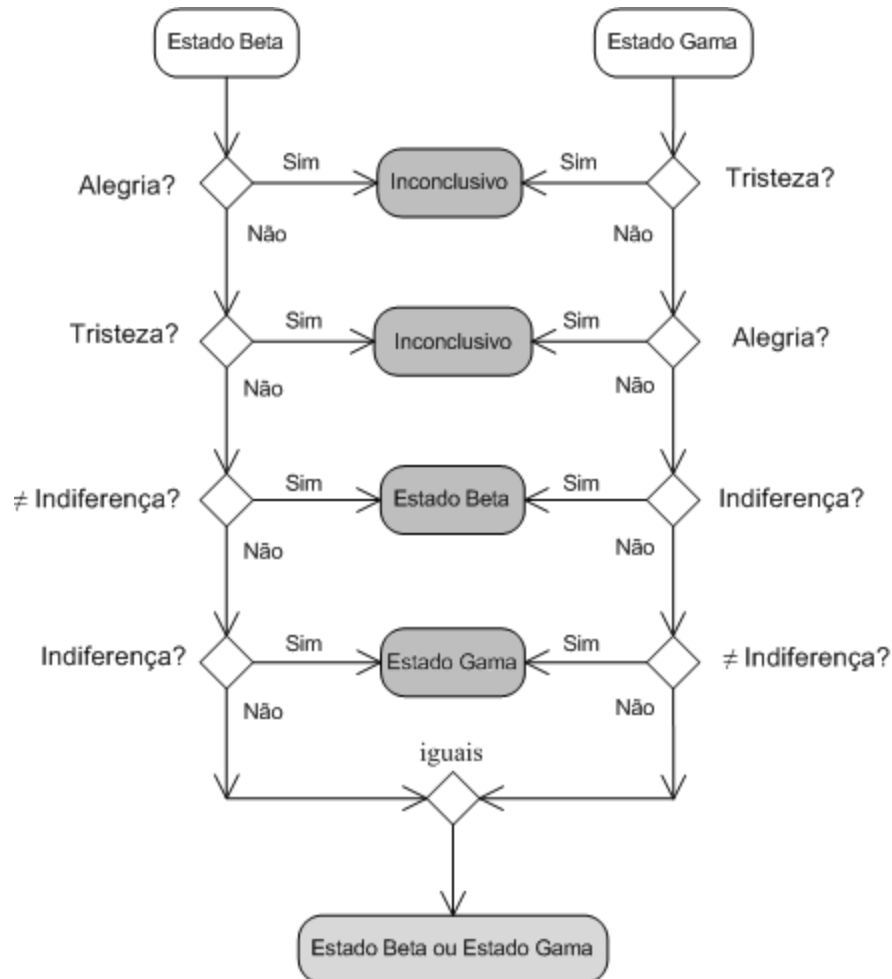 Estado Beta
Estado Gama
Alegria?
Sim
Inconclusivo
Sim
Tristeza?
Não
Não
Tristeza?
Sim
Inconclusivo
Sim
Alegria?
Não
Não
≠ Indiferença?
Sim
Estado Beta
Sim
Indiferença?
Não
Não
Indiferença?
Sim
Estado Gama
Sim
≠ Indiferença?
Não
Não
iguais
Estado Beta ou Estado Gama